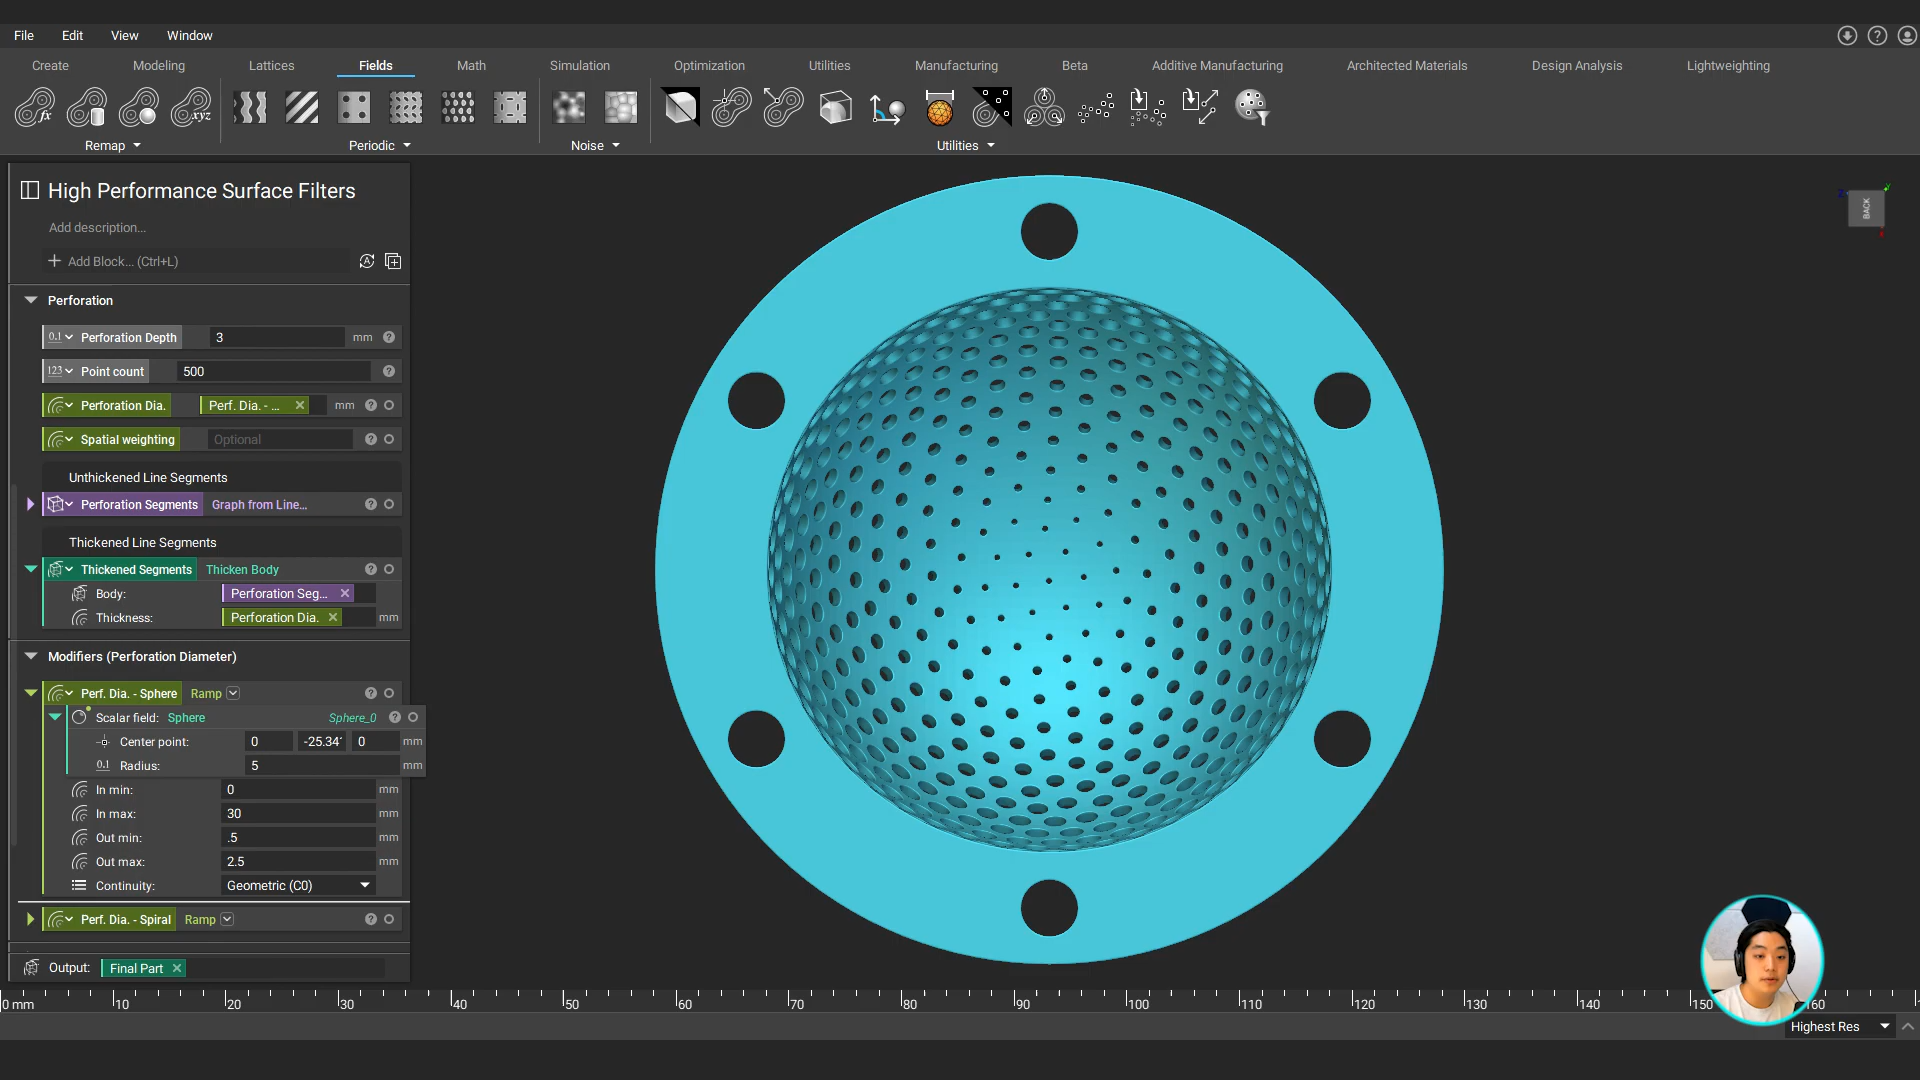 File Edit View Window
Create Modeling Lattices Fields Math Simulation Optimization Utilities Manufacturing Beta Additive Manufacturing Architected Materials Design Analysis Lightweighting
Remap Periodic Noise Utilities
High Performance Surface Filters
Add description...
Add Block... (Ctrl+L)
Perforation
0.1 Perforation Depth 3 mm
123 Point count 500
Perforation Dia. Perf. Dia. - ... mm
Spatial weighting Optional
Unthickened Line Segments
Perforation Segments Graph from Line...
Thickened Line Segments
Thickened Segments Thicken Body
Body: Perforation Seg...
Thickness: Perforation Dia. mm
Modifiers (Perforation Diameter)
Perf. Dia. - Sphere Ramp
Scalar field: Sphere Sphere_0
Center point: 0 -25.34 0 mm
0.1 Radius: 5 mm
In min: 0 mm
In max: 30 mm
Out min: .5 mm
Out max: 2.5 mm
Continuity: Geometric (C0)
Perf. Dia. - Spiral Ramp
Output: Final Part
0 mm 10 20 30 40 50 60 70 80 90 100 110 120 130 140 150 160
Highest Res
BACK